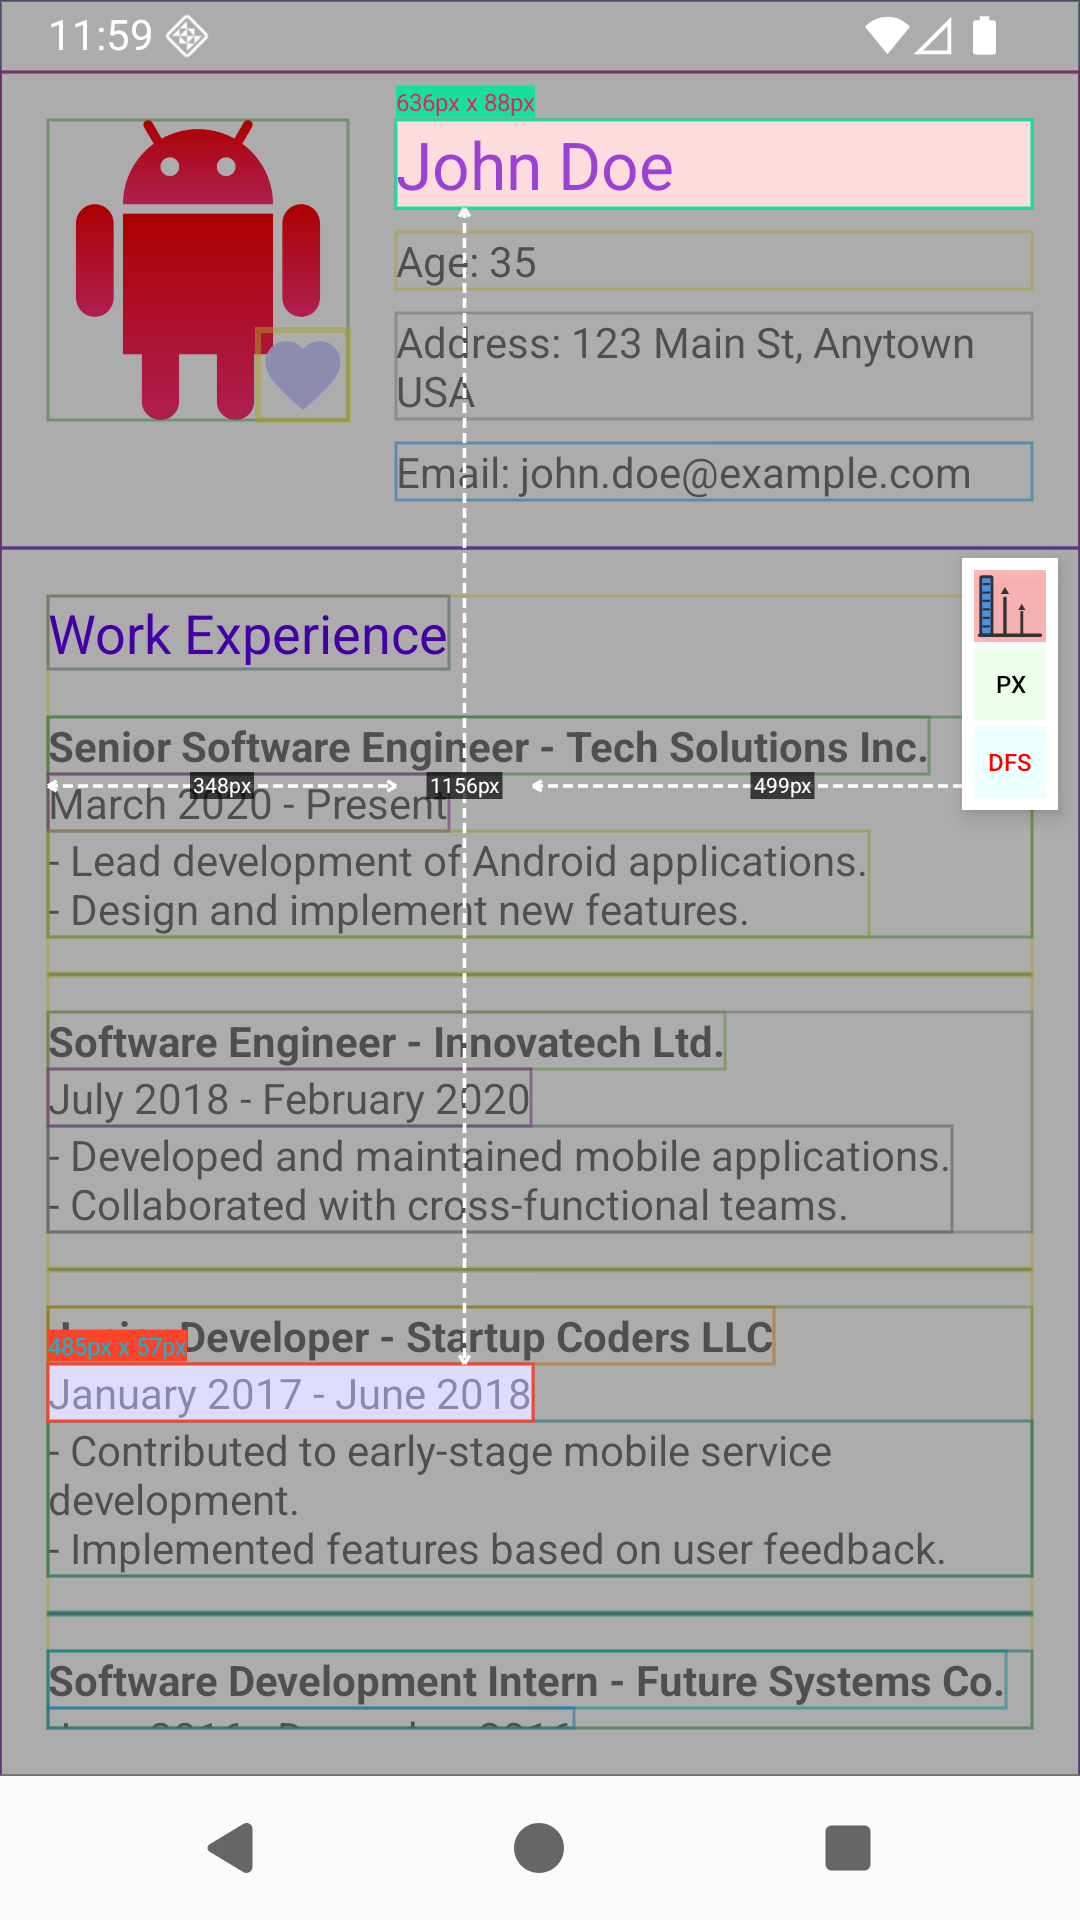 11:59
636px x 88px
John Doe
Age: 35
Address: 123 Main St, Anytown
USA
Email: john.doe@example.com
Work Experience
PX
DFS
Senior Software Engineer - Tech Solutions Inc.
348px
1156px
499px
March 2020 - Present
- Lead development of Android applications.
- Design and implement new features.
Software Engineer - Innovatech Ltd.
July 2018 - February 2020
- Developed and maintained mobile applications.
- Collaborated with cross-functional teams.
Developer - Startup Coders LLC
485px x 57px
January 2017 - June 2018
- Contributed to early-stage mobile service
development.
- Implemented features based on user feedback.
Software Development Intern - Future Systems Co.